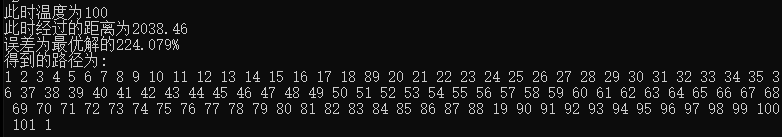 此时温度为100
此时经过的距离为2038.46
误差为最优解的224.079%
得到的路径为:
1 2 3 4 5 6 7 8 9 10 11 12 13 14 15 16 17 18 89 20 21 22 23 24 25 26 27 28 29 30 31 32 33 34 35 3
6 37 38 39 40 41 42 43 44 45 46 47 48 49 50 51 52 53 54 55 56 57 58 59 60 61 62 63 64 65 66 67 68
69 70 71 72 73 74 75 76 77 78 79 80 81 82 83 84 85 86 87 88 19 90 91 92 93 94 95 96 97 98 99 100
101 1